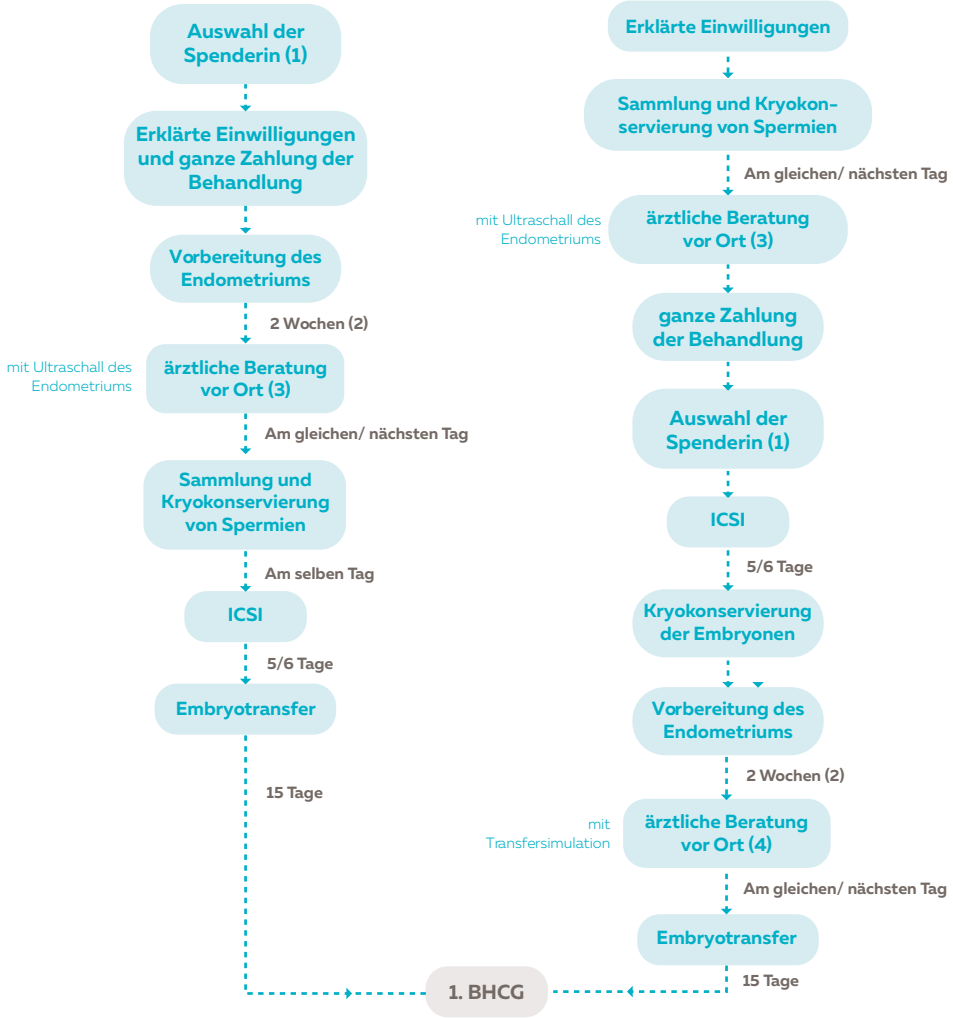 Auswahl der
Spenderin (1)
Erklärte Einwilligungen
und ganze Zahlung der
Behandlung
Vorbereitung des
Endometriums
2 Wochen (2)
mit Ultraschall des
Endometriums
ärztliche Beratung
vor Ort (3)
Am gleichen/ nächsten Tag
Sammlung und
Kryokonservierung
von Spermien
Am selben Tag
ICSI
5/6 Tage
Embryotransfer
15 Tage
Erklärte Einwilligungen
Sammlung und Kryokon-
servierung von Spermien
Am gleichen/ nächsten Tag
mit Ultraschall des
Endometriums
ärztliche Beratung
vor Ort (3)
ganze Zahlung
der Behandlung
Auswahl der
Spenderin (1)
ICSI
5/6 Tage
Kryokonservierung
der Embryonen
Vorbereitung des
Endometriums
2 Wochen (2)
mit
Transfersimulation
ärztliche Beratung
vor Ort (4)
Am gleichen/ nächsten Tag
Embryotransfer
15 Tage
1. BHCG